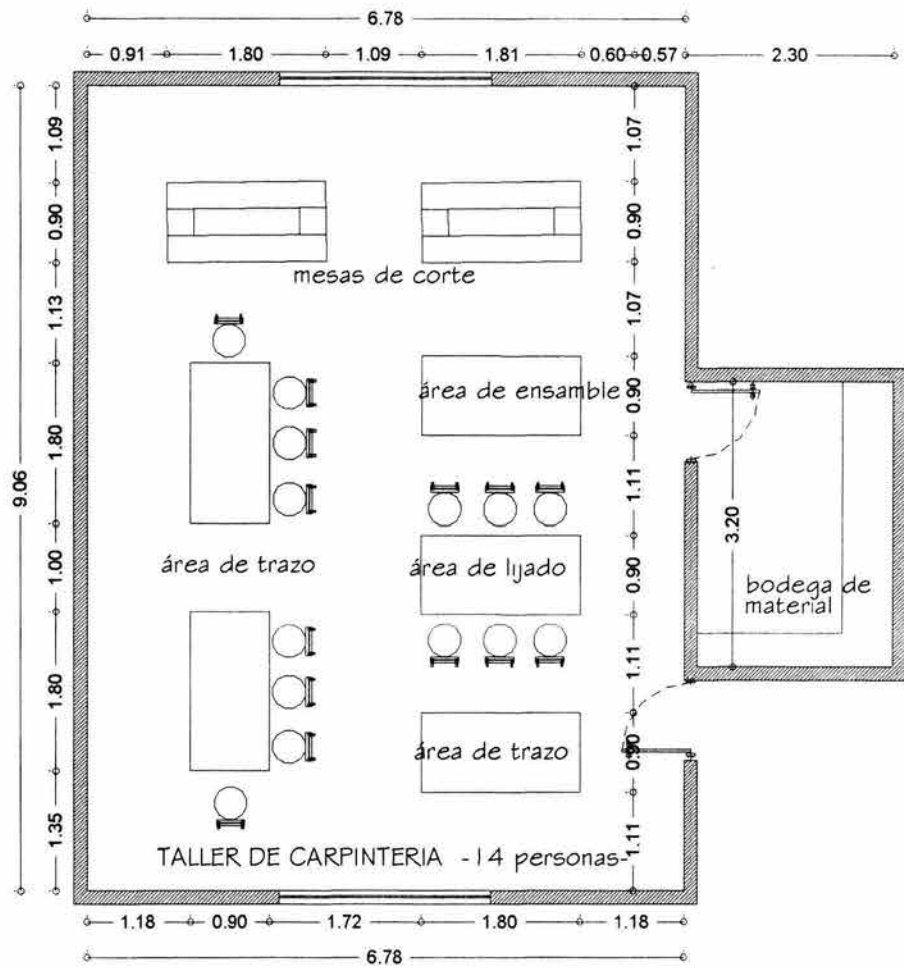 6.78
0.91 1.80 1.09 1.81 0.60 0.57 2.30
1.09
1.07
0.90
0.90
mesas de corte
1.13
1.07
área de ensamble
0.90
1.80
1.11
9.06
3.20
área de trazo
1.00
área de lijado
0.90
bodega de
material
1.80
1.11
área de trazo
0.90
1.35
1.11
TALLER DE CARPINTERIA -14 personas-
1.18 0.90 1.72 1.80 1.18
6.78